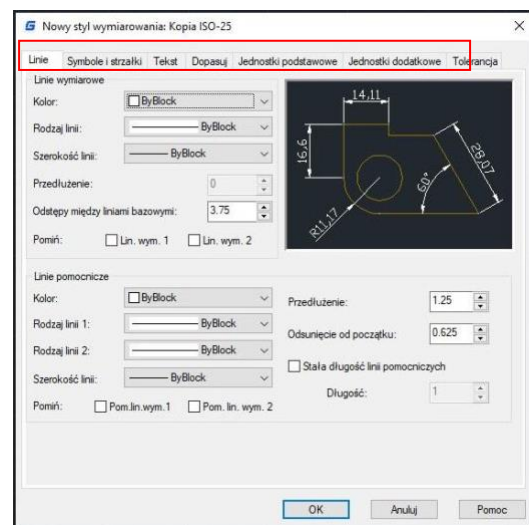 Nowy styl wymiarowania: Kopia ISO-25
Linie Symbole i strzałki Tekst Dopasuj Jednostki podstawowe Jednostki dodatkowe Tolerancja
Linie wymiarowe
Kolor: ByBlock
Rodzaj linii: ByBlock
Szerokość linii: ByBlock
Przedłużenie: 0
Odstępy między liniami bazowymi: 3.75
Pomiń: Lin. wym. 1 Lin. wym. 2
14,11
16,6
28,07
60°
R11,17
Linie pomocnicze
Kolor: ByBlock
Rodzaj linii 1: ByBlock
Rodzaj linii 2: ByBlock
Szerokość linii: ByBlock
Pomiń: Pom.lin.wym.1 Pom. lin. wym. 2
Przedłużenie: 1.25
Odsunięcie od początku: 0.625
Stała długość linii pomocniczych
Długość: 1
OK Anuluj Pomoc